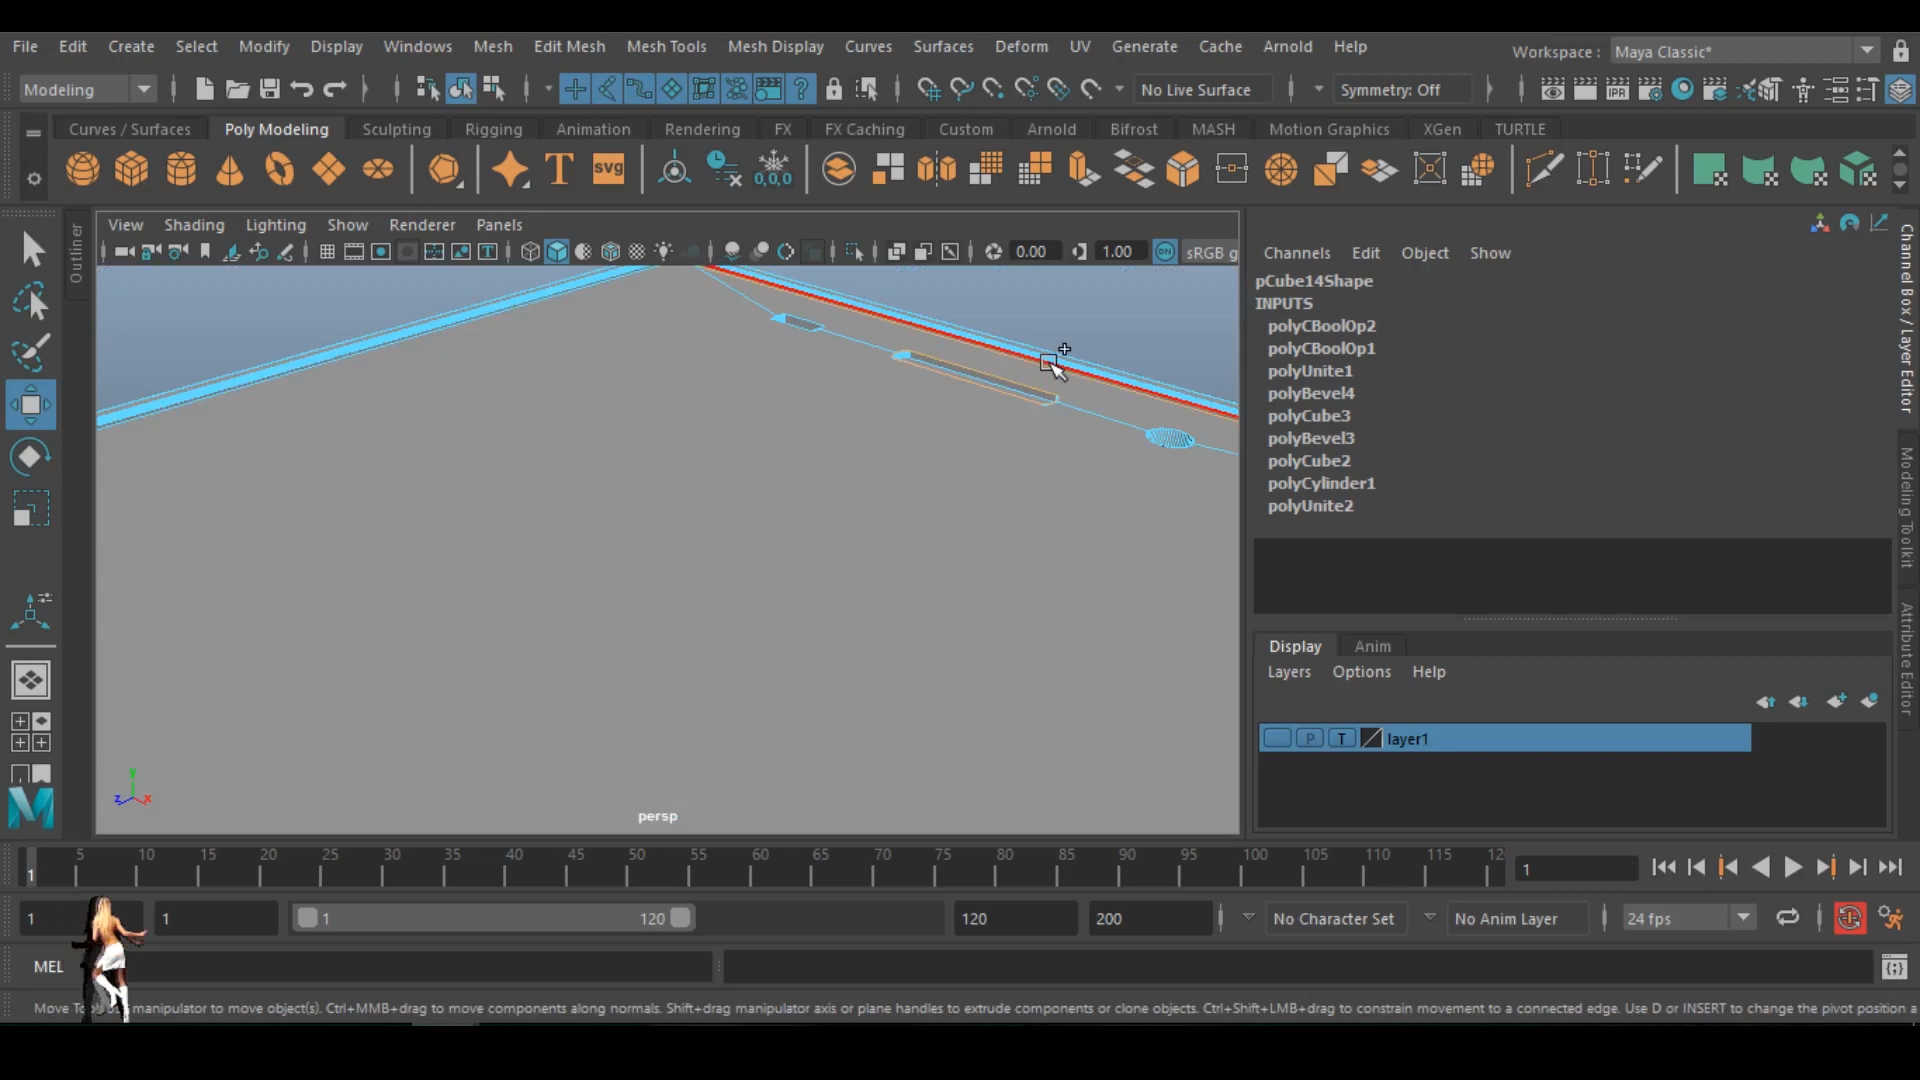 File Edit Create Select Modify Display Windows Mesh Edit Mesh Mesh Tools Mesh Display Curves Surfaces Deform UV Generate Cache Arnold Help Workspace : Maya Classic*
Modeling No Live Surface Symmetry: Off
Curves / Surfaces Poly Modeling Sculpting Rigging Animation Rendering FX FX Caching Custom Arnold Bifrost MASH Motion Graphics XGen TURTLE
T svg 0,0,0
View Shading Lighting Show Renderer Panels
0.00 1.00 ON sRGB g
Outliner
persp
y
z x
Channels Edit Object Show
pCube14Shape
INPUTS
polyCBoolOp2
polyCBoolOp1
polyUnite1
polyBevel4
polyCube3
polyBevel3
polyCube2
polyCylinder1
polyUnite2
Display Anim
Layers Options Help
P T layer1
Channel Box / Layer Editor
Modeling Toolkit
Attribute Editor
5 10 15 20 25 30 35 40 45 50 55 60 65 70 75 80 85 90 95 100 105 110 115 12
1 1
1 1 1 120 120 200 No Character Set No Anim Layer 24 fps
MEL
Move manipulator to move object(s). Ctrl+MMB+drag to move components along normals. Shift+drag manipulator axis or plane handles to extrude components or clone objects. Ctrl+Shift+LMB+drag to constrain movement to a connected edge. Use D or INSERT to change the pivot position a